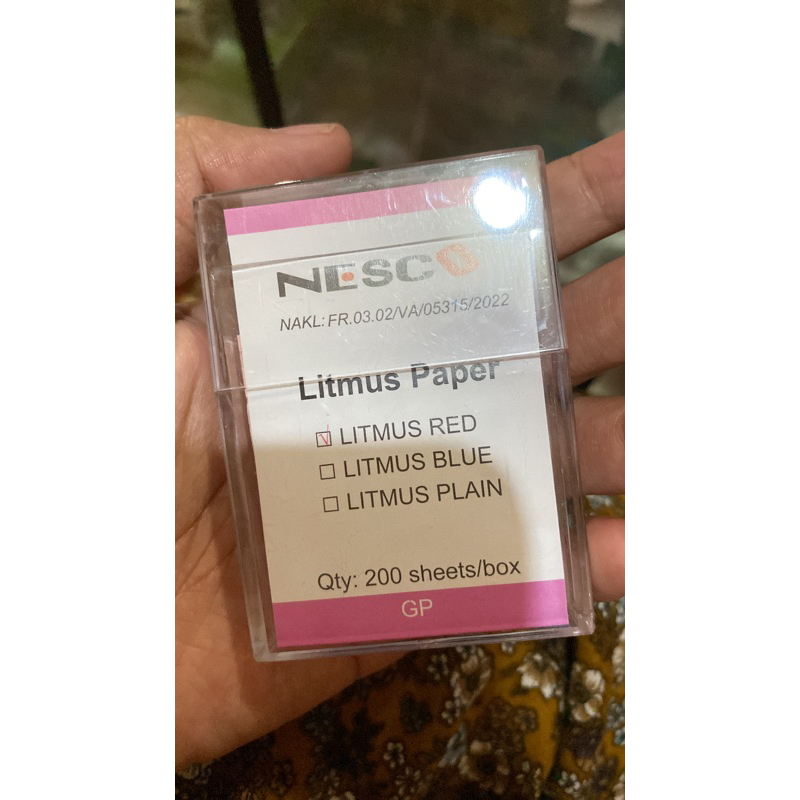 NESCO
NAKL: FR.03.02/VA/05315/2022
Litmus Paper
☑ LITMUS RED
☐ LITMUS BLUE
☐ LITMUS PLAIN
Qty: 200 sheets/box
GP